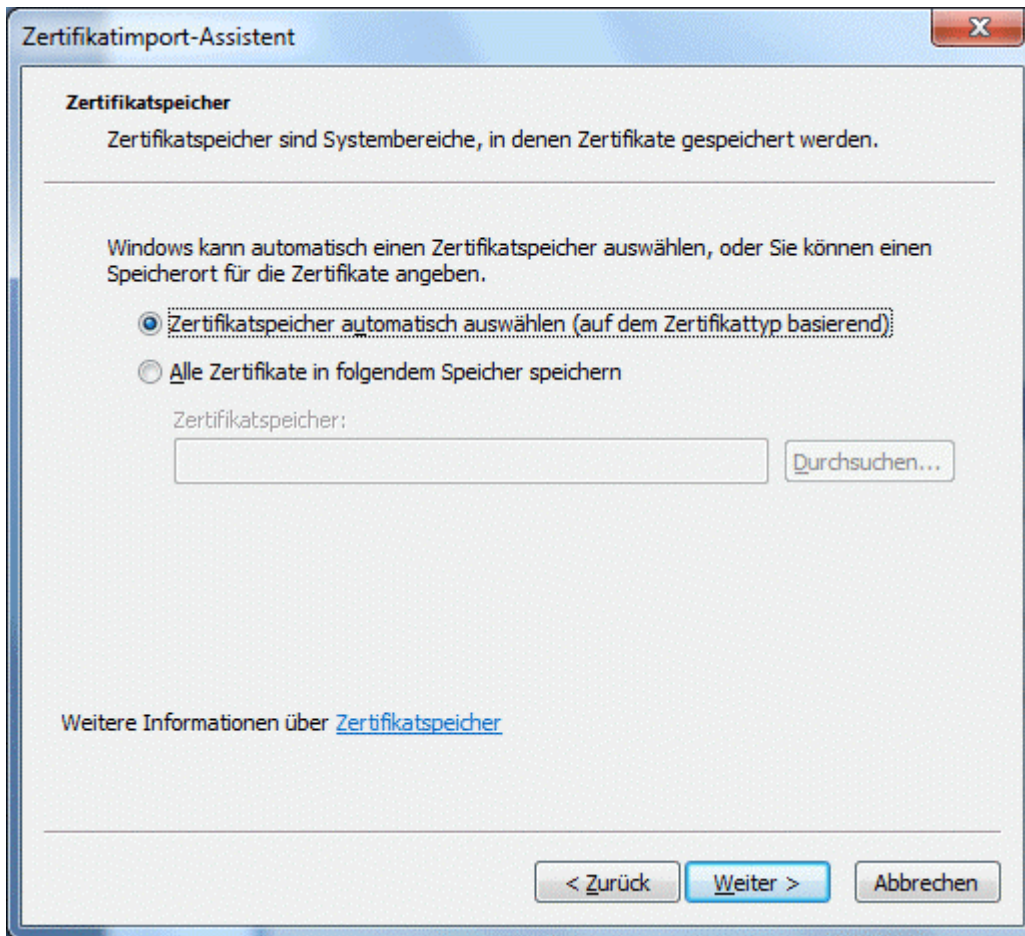 Zertifikatimport-Assistent
Zertifikatspeicher
Zertifikatspeicher sind Systembereiche, in denen Zertifikate gespeichert werden.
Windows kann automatisch einen Zertifikatspeicher auswählen, oder Sie können einen
Speicherort für die Zertifikate angeben.
Zertifikatspeicher automatisch auswählen (auf dem Zertifikattyp basierend)
Alle Zertifikate in folgendem Speicher speichern
Zertifikatspeicher:
Durchsuchen...
Weitere Informationen über Zertifikatspeicher
< Zurück Weiter > Abbrechen